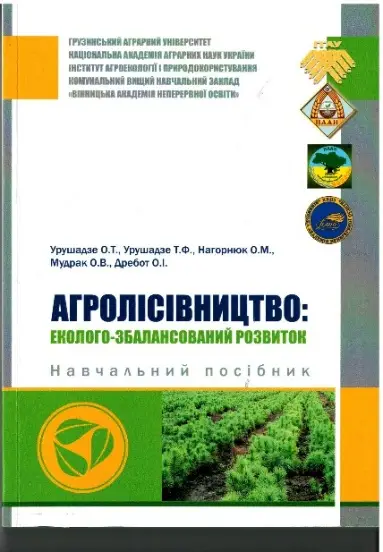 ГРУЗИНСЬКИЙ АГРАРНИЙ УНІВЕРСИТЕТ
НАЦІОНАЛЬНА АКАДЕМІЯ АГРАРНИХ НАУК УКРАЇНИ
ІНСТИТУТ АГРОЕКОЛОГІЇ І ПРИРОДОКОРИСТУВАННЯ
КОМУНАЛЬНИЙ ВИЩИЙ НАВЧАЛЬНИЙ ЗАКЛАД
«ВІННИЦЬКА АКАДЕМІЯ НЕПЕРЕРВНОЇ ОСВІТИ»
НААН
Урушадзе О.Т., Урушадзе Т.Ф., Нагорнюк О.М.,
Мудрак О.В., Дребот О.І.
АГРОЛІСІВНИЦТВО:
ЕКОЛОГО-ЗБАЛАНСОВАНИЙ РОЗВИТОК
Навчальний посібник